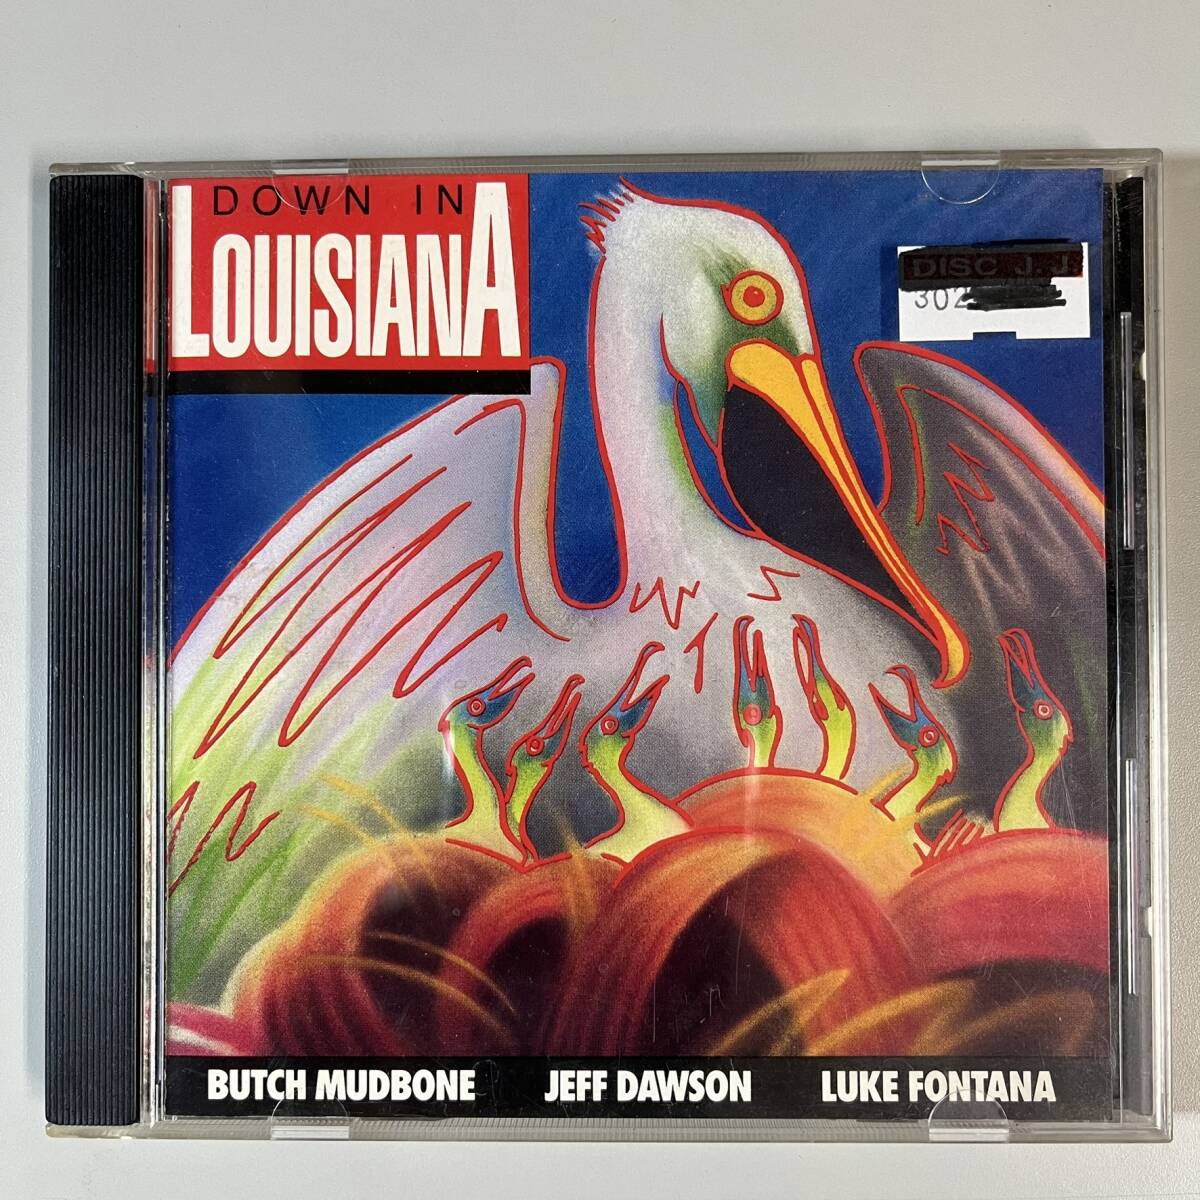 DOWN IN
LOUISIANA
DISC J. J
302
BUTCH MUDBONE JEFF DAWSON LUKE FONTANA